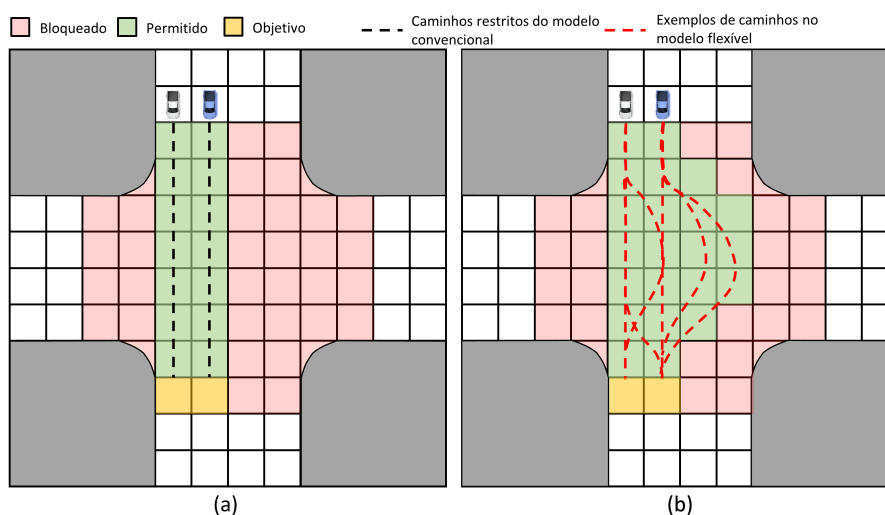 Bloqueado
Permitido
Objetivo
Caminhos restritos do modelo
convencional
Exemplos de caminhos no
modelo flexível
(a)
(b)